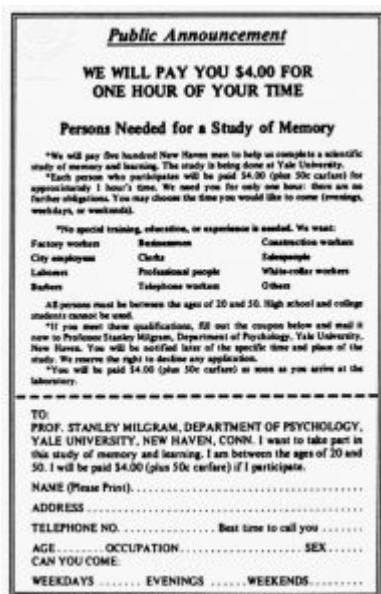 Public Announcement
WE WILL PAY YOU $4.00 FOR
ONE HOUR OF YOUR TIME
Persons Needed for a Study of Memory
*We will pay five hundred New Haven men to help us complete a scientific
study of memory and learning. The study is being done at Yale University.
*Each person who participates will be paid $4.00 (plus 50c carfare) for
approximately 1 hour's time. We need you for only one hour: there are no
further obligations. You may choose the time you would like to come (evenings,
weekdays, or weekends).
*No special training, education, or experience is needed. We want:
Factory workers Businessmen Construction workers
City employees Clerks Salespeople
Laborers Professional people White-collar workers
Barbers Telephone workers Others
All persons must be between the ages of 20 and 50. High school and college
students cannot be used.
*If you meet these qualifications, fill out the coupon below and mail it
now to Professor Stanley Milgram, Department of Psychology, Yale University,
New Haven. You will be notified later of the specific time and place of the
study. We reserve the right to decline any application.
*You will be paid $4.00 (plus 50c carfare) as soon as you arrive at the
laboratory.
TO:
PROF. STANLEY MILGRAM, DEPARTMENT OF PSYCHOLOGY,
YALE UNIVERSITY, NEW HAVEN, CONN. I want to take part in
this study of memory and learning. I am between the ages of 20 and
50. I will be paid $4.00 (plus 50c carfare) if I participate.
NAME (Please Print)
ADDRESS
TELEPHONE NO. Best time to call you
AGE OCCUPATION SEX
CAN YOU COME:
WEEKDAYS EVENINGS WEEKENDS